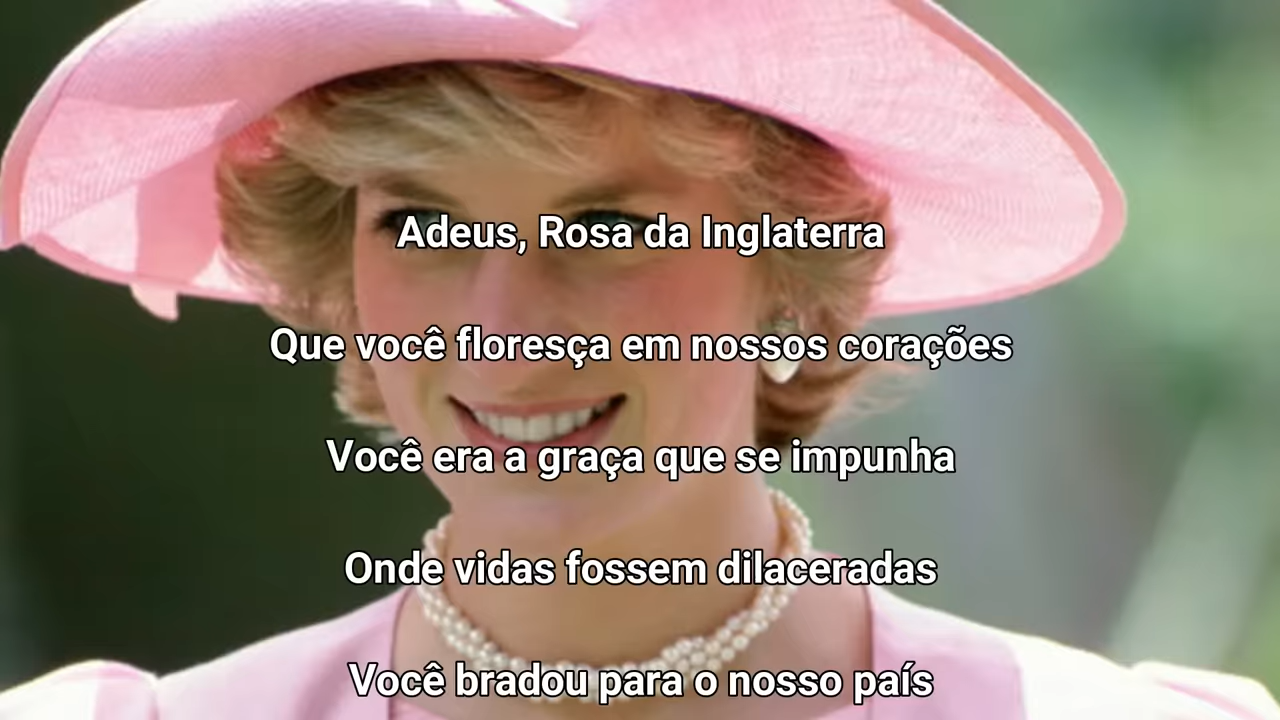 Adeus, Rosa da Inglaterra
Que você floresça em nossos corações
Você era a graça que se impunha
Onde vidas fossem dilaceradas
Você bradou para o nosso país